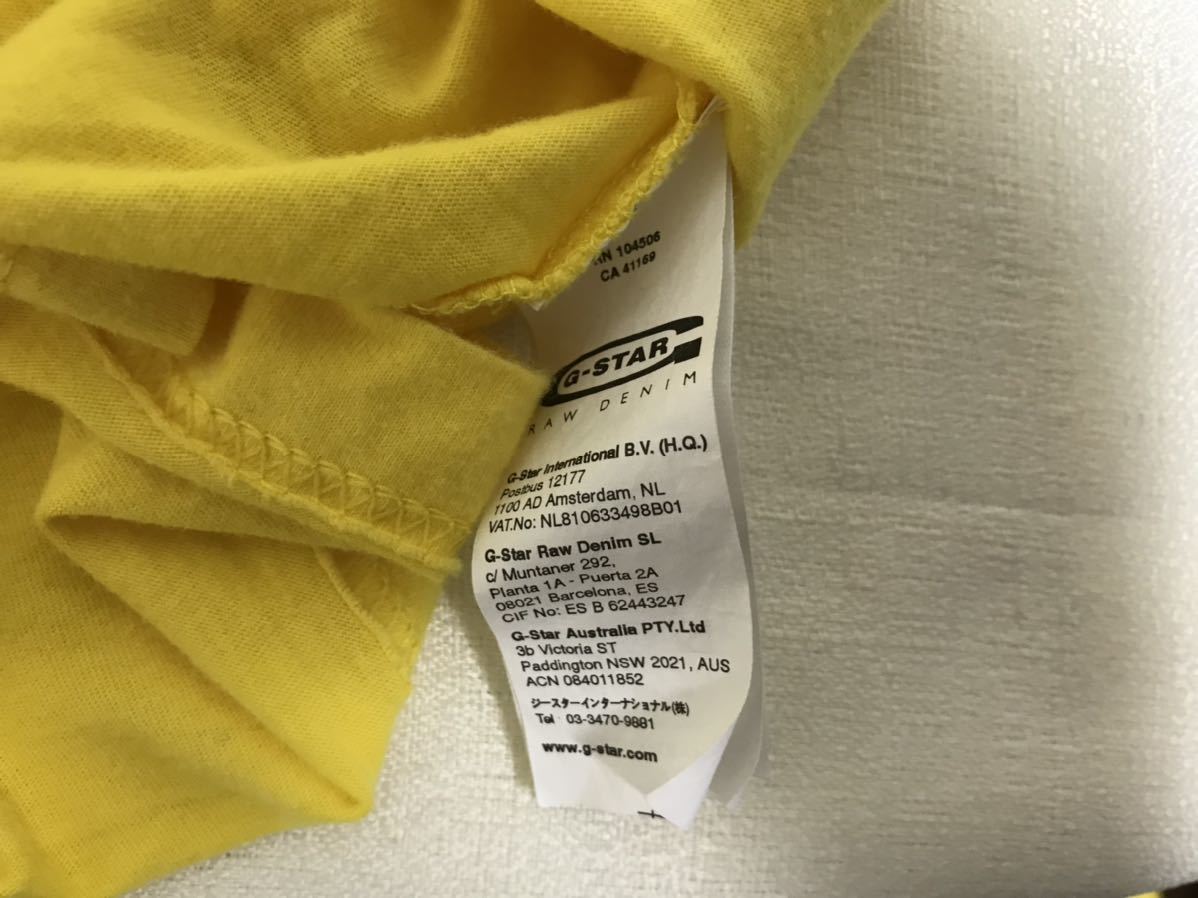 RN 104506
CA 41169
G-STAR
RAW DENIM
G-Star International B.V. (H.Q.)
Postbus 12177
1100 AD Amsterdam, NL
VAT.No: NL810633498B01
G-Star Raw Denim SL
c/ Muntaner 292,
Planta 1A - Puerta 2A
08021 Barcelona, ES
CIF No: ES B 62443247
G-Star Australia PTY.Ltd
3b Victoria ST
Paddington NSW 2021, AUS
ACN 084011852
ジースターインターナショナル(株)
Tel 03-3470-9881
www.g-star.com